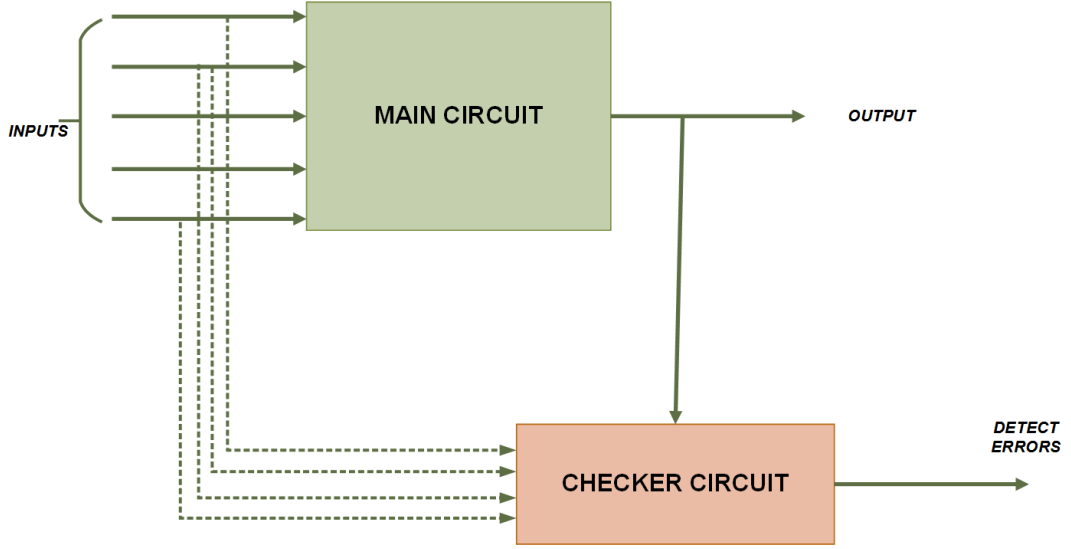 MAIN CIRCUIT
OUTPUT
INPUTS
DETECT
ERRORS
CHECKER CIRCUIT